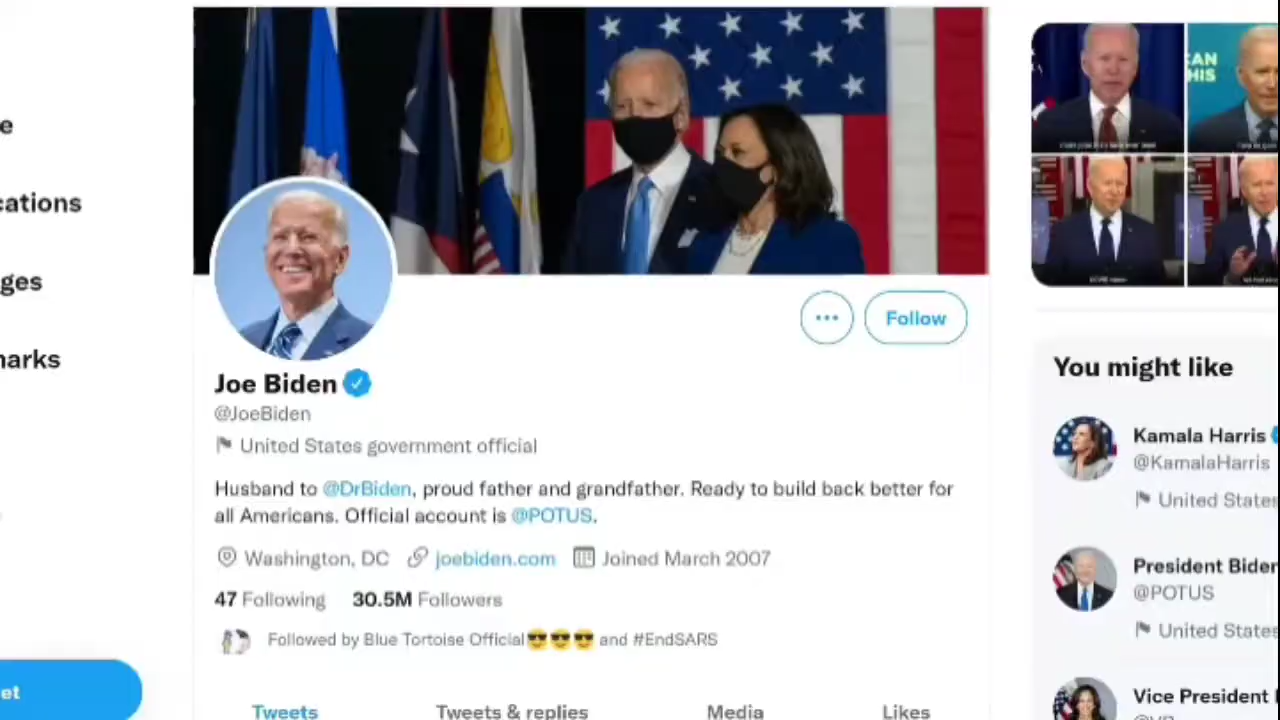 e
cations
ges
narks
et
CAN
HIS
Follow
Joe Biden
@JoeBiden
United States government official
Husband to @DrBiden, proud father and grandfather. Ready to build back better for
all Americans. Official account is @POTUS.
Washington, DC joebiden.com Joined March 2007
47 Following 30.5M Followers
Followed by Blue Tortoise Official😎😎😎 and #EndSARS
Tweets Tweets & replies Media Likes
You might like
Kamala Harris
@KamalaHarris
United States
President Biden
@POTUS
United States
Vice President